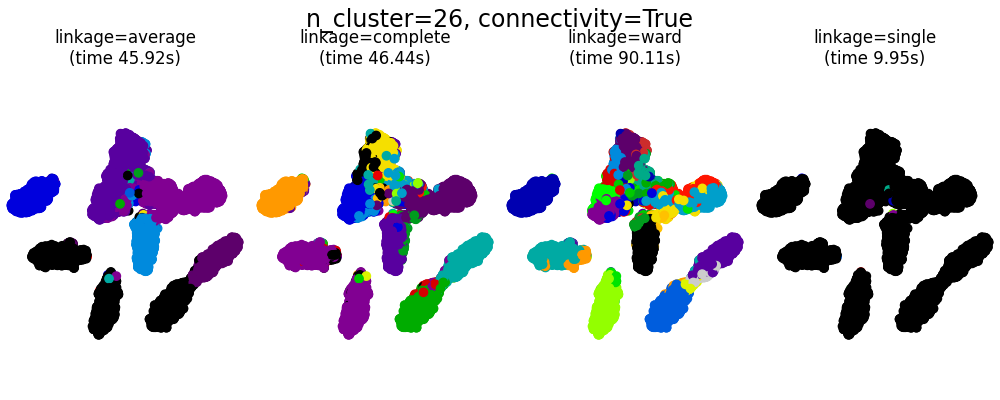 n_cluster=26, connectivity=True
linkage=average
(time 45.92s)
linkage=complete
(time 46.44s)
linkage=ward
(time 90.11s)
linkage=single
(time 9.95s)